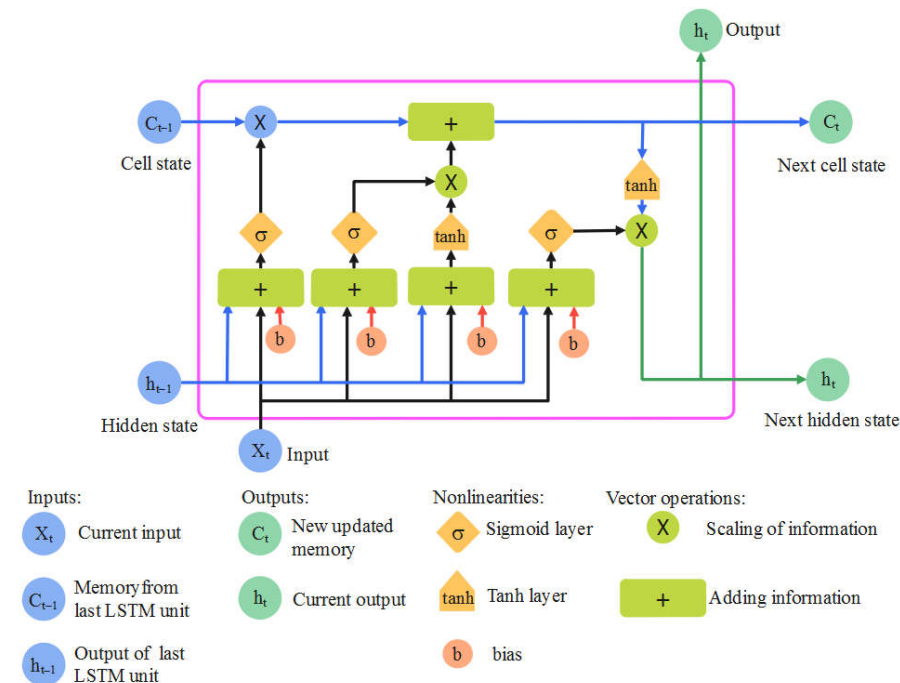 hₜ Output
Cₜ₋₁ X + Cₜ
Cell state Next cell state
tanh
X
σ σ tanh σ X
+ + + +
b b b b
hₜ₋₁ hₜ
Hidden state Next hidden state
Xₜ Input
Inputs: Outputs: Nonlinearities: Vector operations:
Xₜ Current input
Cₜ₋₁ Memory from
last LSTM unit
hₜ₋₁ Output of last
LSTM unit
Cₜ New updated
memory
hₜ Current output
σ Sigmoid layer
tanh Tanh layer
b bias
X Scaling of information
+ Adding information